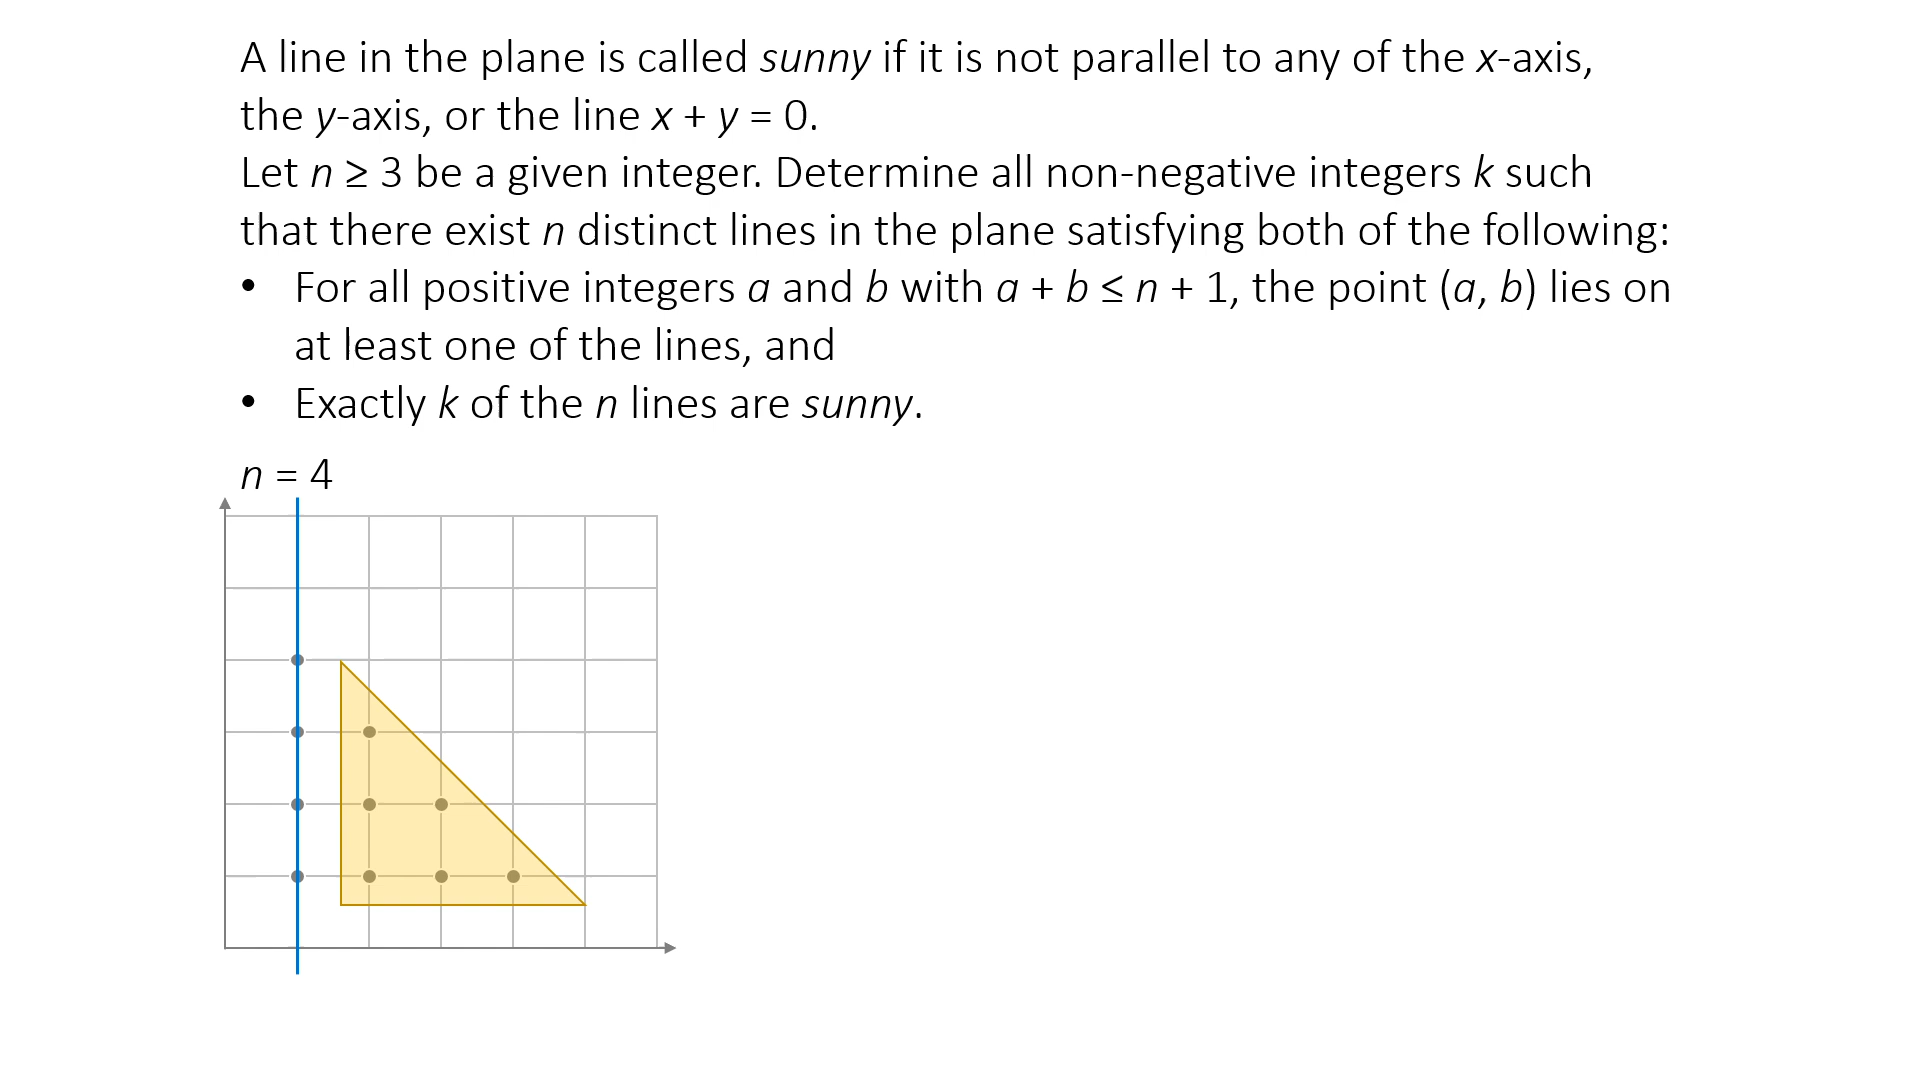 A line in the plane is called sunny if it is not parallel to any of the x-axis,
the y-axis, or the line x + y = 0.
Let n ≥ 3 be a given integer. Determine all non-negative integers k such
that there exist n distinct lines in the plane satisfying both of the following:
• For all positive integers a and b with a + b ≤ n + 1, the point (a, b) lies on
at least one of the lines, and
• Exactly k of the n lines are sunny.
n = 4